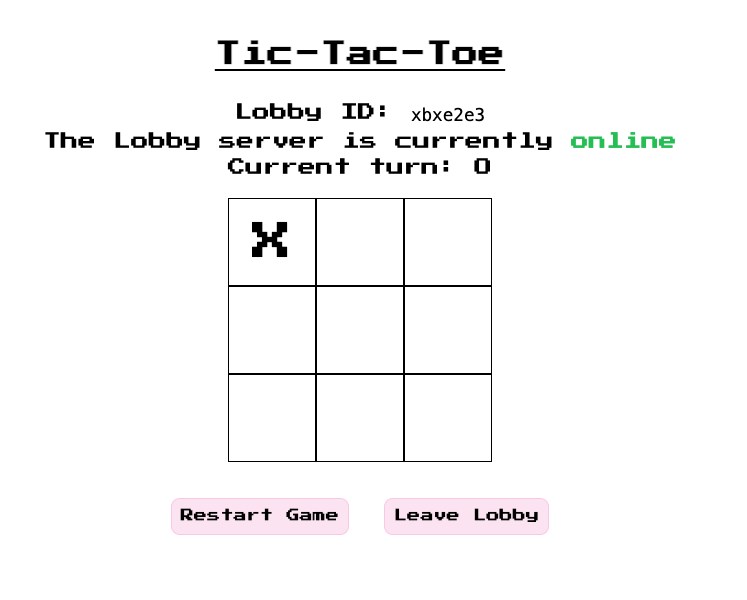 Tic-Tac-Toe
Lobby ID: xbxe2e3
The Lobby server is currently online
Current turn: O
X
Restart Game Leave Lobby